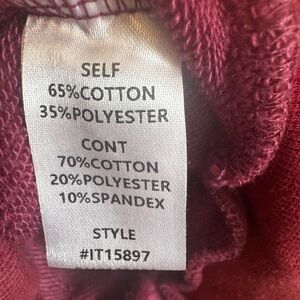 SELF
65%COTTON
35%POLYESTER
CONT
70%COTTON
20%POLYESTER
10%SPANDEX
STYLE
#IT15897